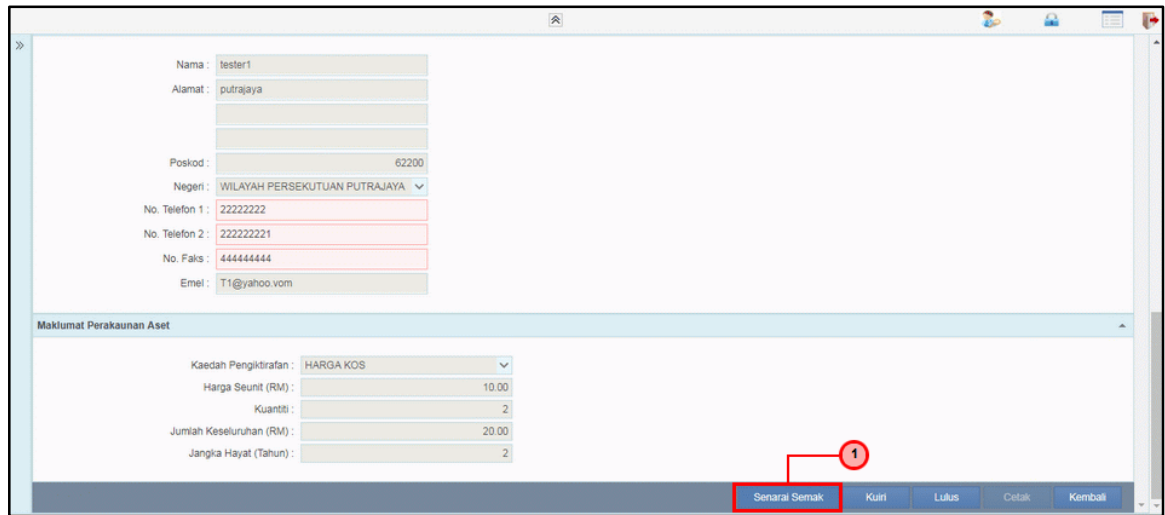 Nama : tester1
Alamat : putrajaya
Poskod : 62200
Negeri : WILAYAH PERSEKUTUAN PUTRAJAYA
No. Telefon 1 : 22222222
No. Telefon 2 : 222222221
No. Faks : 444444444
Emel : T1@yahoo.vom
Maklumat Perakaunan Aset
Kaedah Pengiktirafan : HARGA KOS
Harga Seunit (RM) : 10.00
Kuantiti : 2
Jumlah Keseluruhan (RM) : 20.00
Jangka Hayat (Tahun) : 2
1
Senarai Semak Kuiri Lulus Cetak Kembali